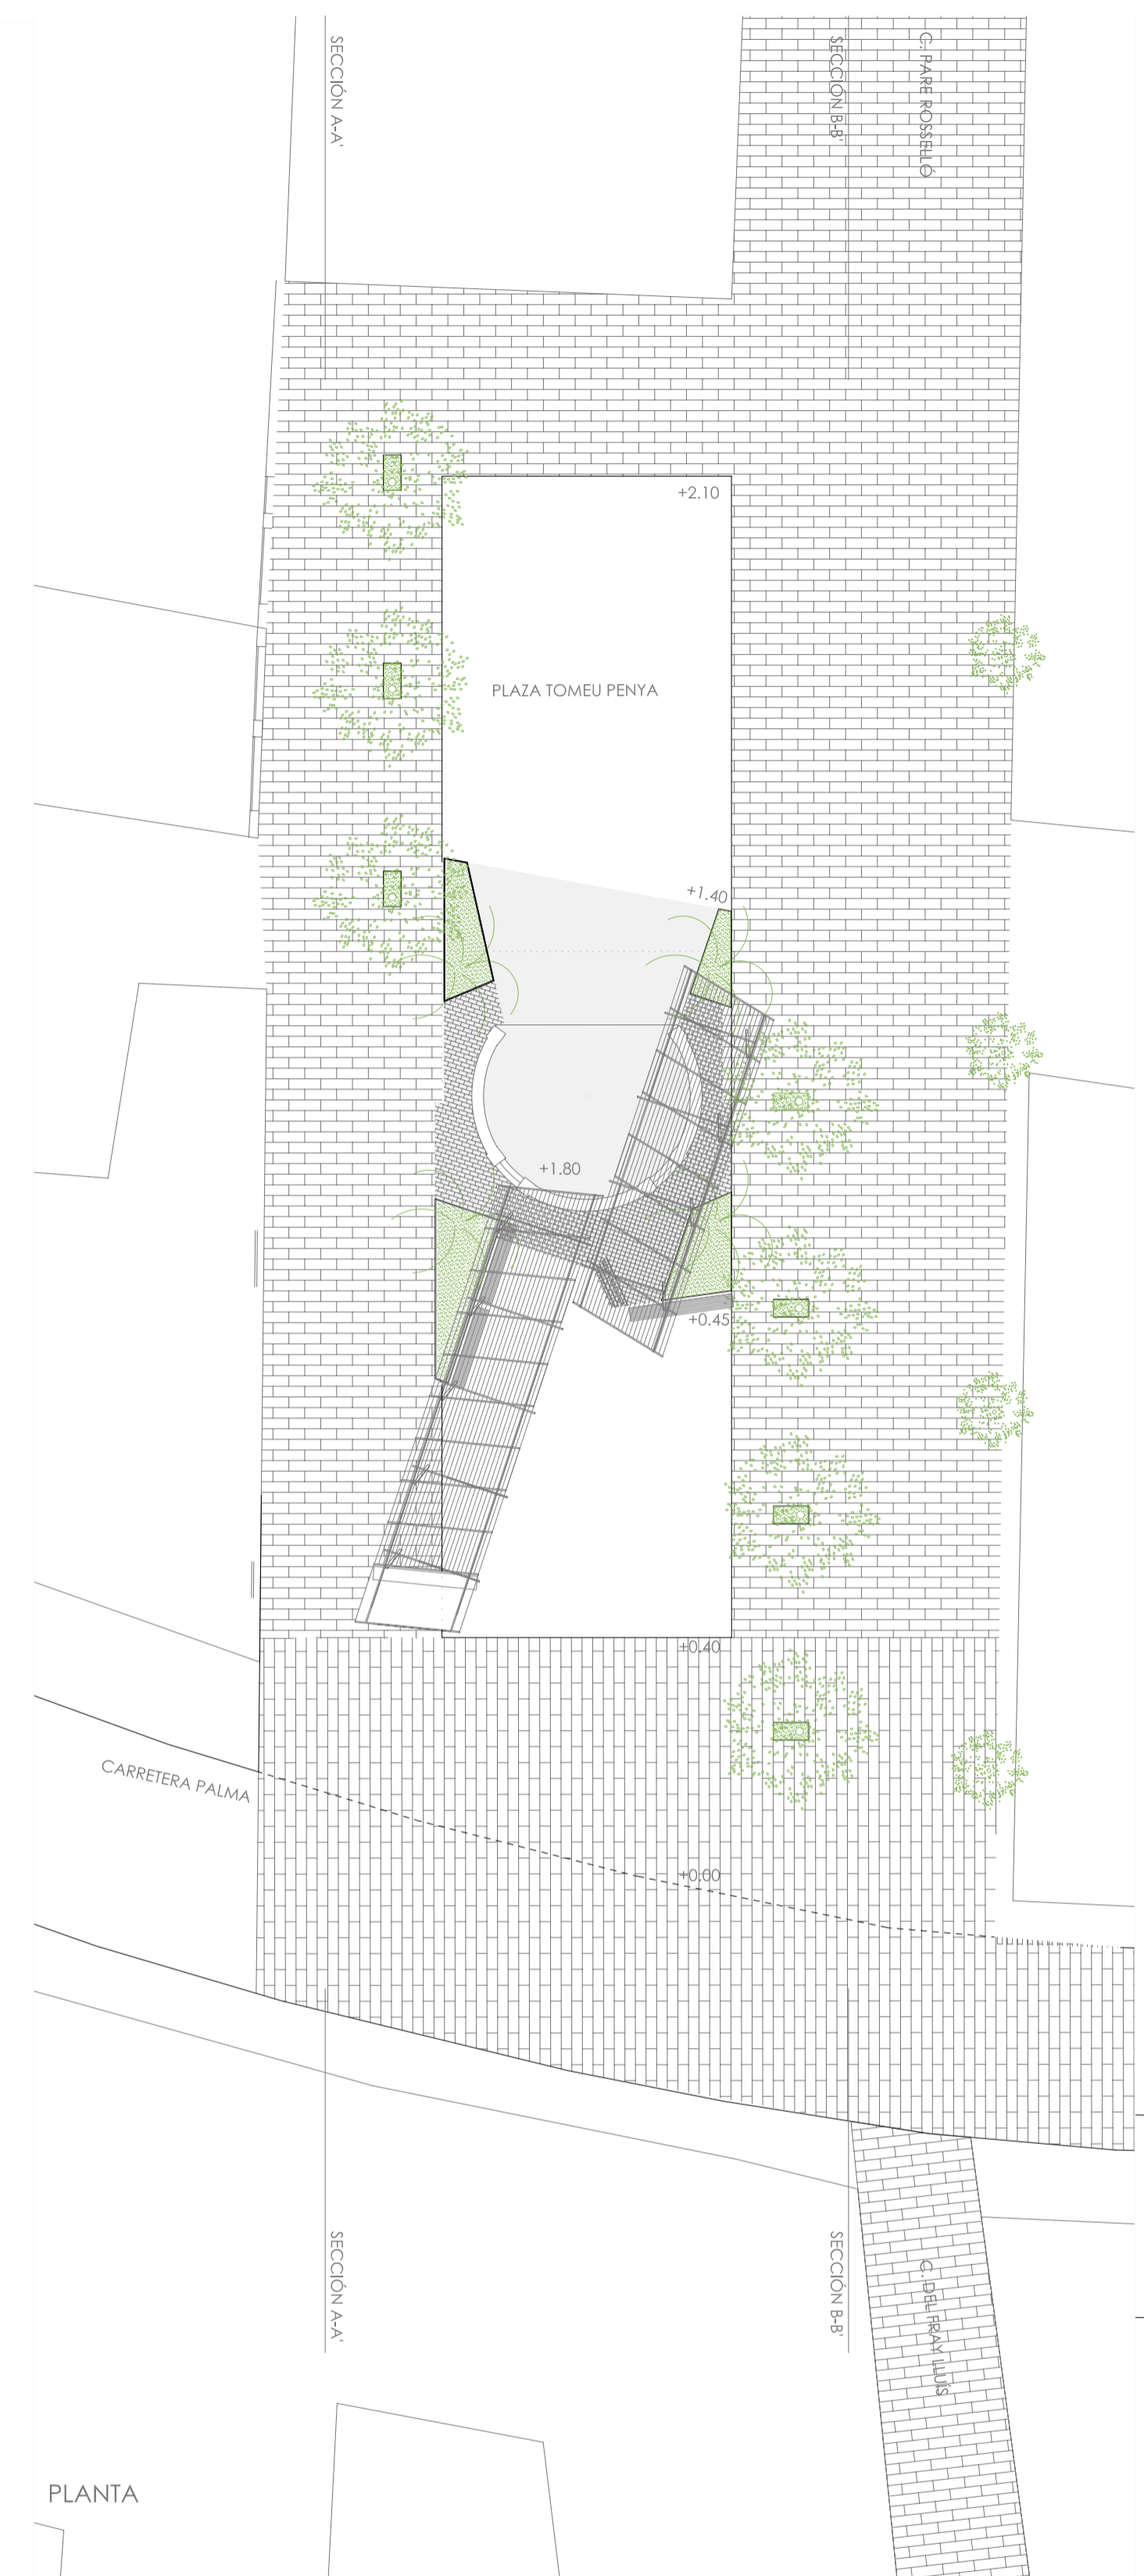 SECCIÓN A-A'
SECCIÓN B-B'
C. PARE ROSSELLÓ
+2.10
PLAZA TOMEU PENYA
+1.40
+1.80
+0.45
+0.40
CARRETERA PALMA
+0.00
SECCIÓN A-A'
SECCIÓN B-B'
C. DEL FRAY LLUÍS
PLANTA